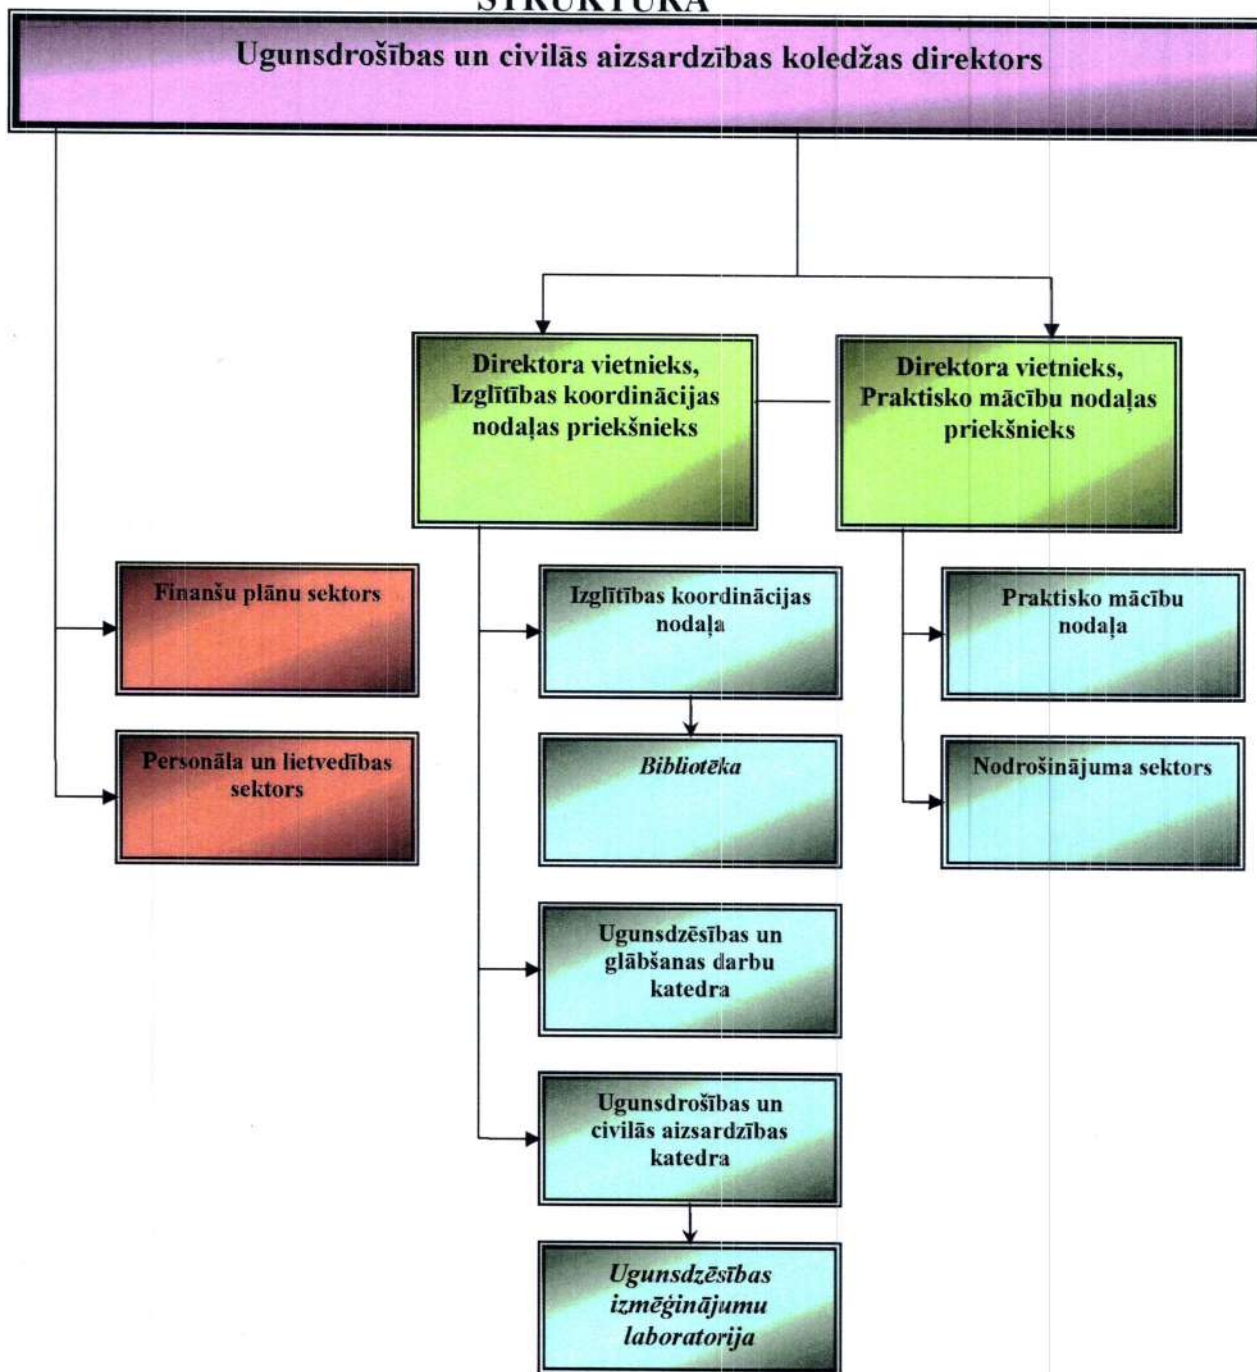 STRUKTŪRA
Ugunsdrošības un civilās aizsardzības koledžas direktors
Direktora vietnieks,
Izglītības koordinācijas
nodaļas priekšnieks
Direktora vietnieks,
Praktisko mācību nodaļas
priekšnieks
Finanšu plānu sektors
Izglītības koordinācijas
nodaļa
Praktisko mācību
nodaļa
Personāla un lietvedības
sektors
Bibliotēka
Nodrošinājuma sektors
Ugunsdzēsības un
glābšanas darbu
katedra
Ugunsdrošības un
civilās aizsardzības
katedra
Ugunsdzēsības
izmēģinājumu
laboratorija